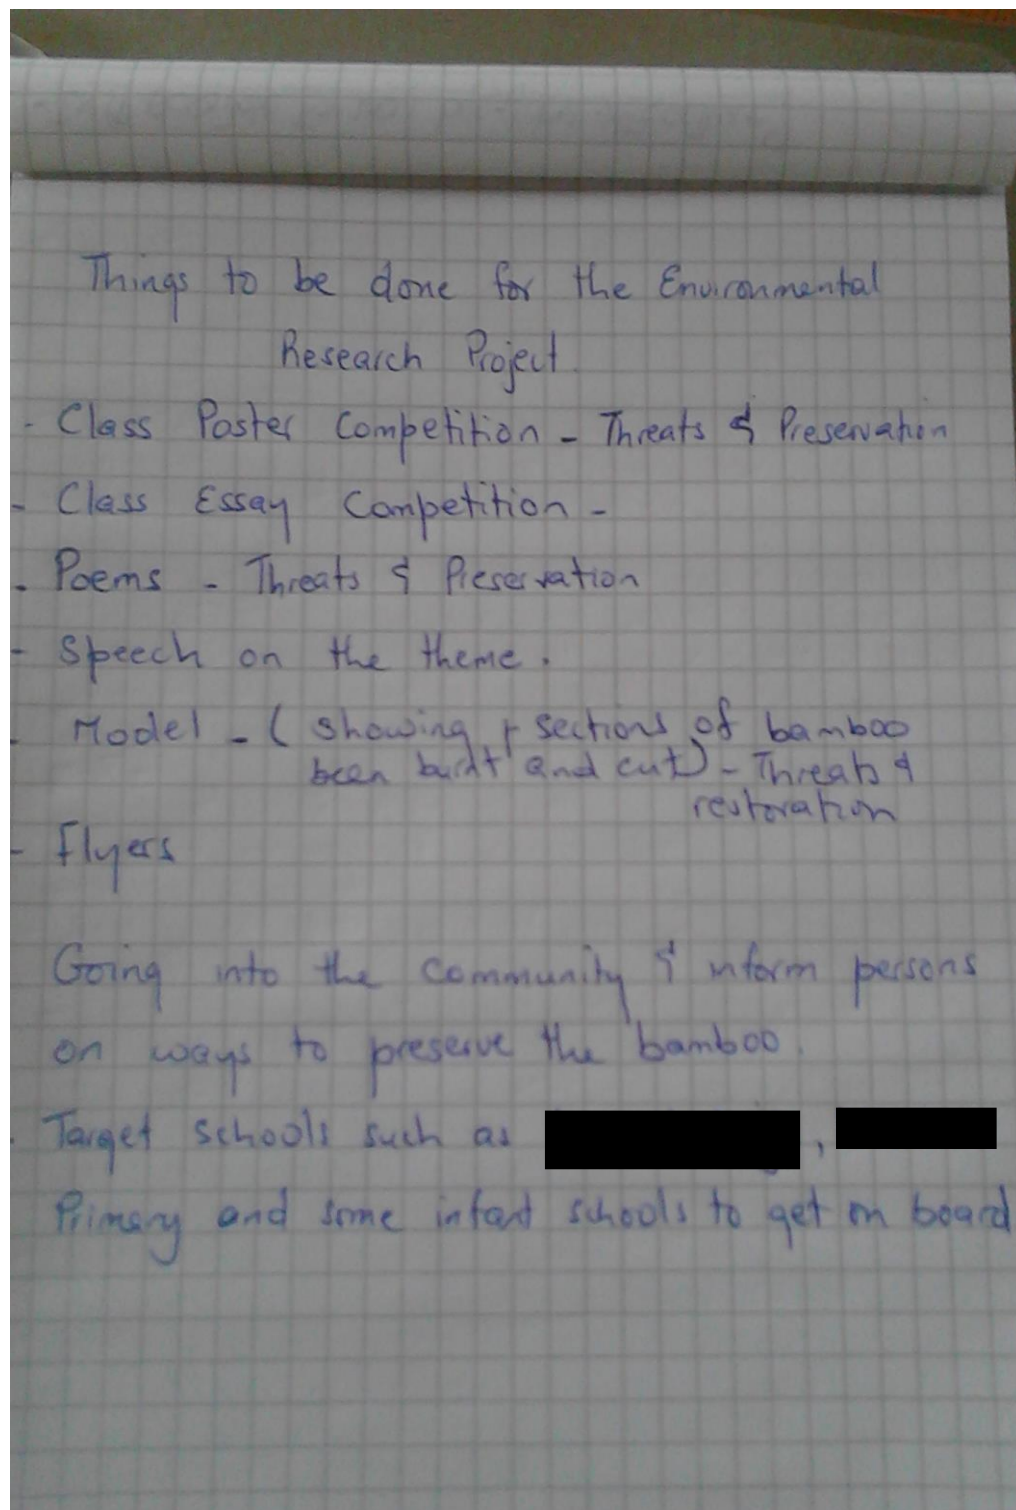 Things to be done for the Environmental
Research Project.
- Class Poster Competition - Threats & Preservation
- Class Essay Competition -
- Poems - Threats & Preservation
- Speech on the theme.
- Model - ( showing sections of bamboo
been burnt and cut) - Threats &
restoration
- Flyers
Going into the community & inform persons
on ways to preserve the bamboo.
. Target schools such as , 
Primary and some infant schools to get on board